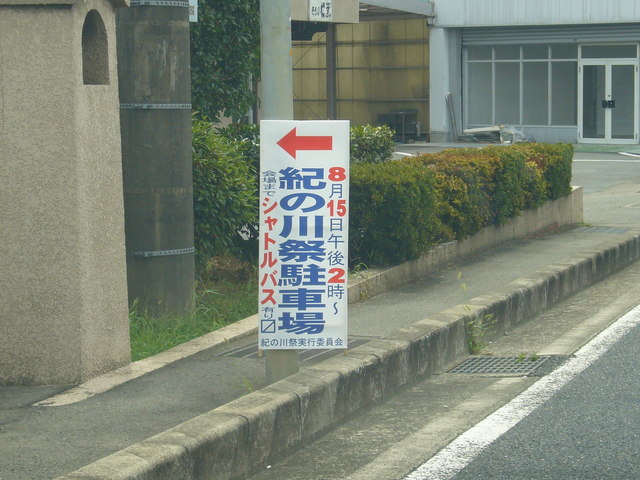 8月15日午後2時〜
紀の川祭駐車場
会場までシャトルバス有り
紀の川祭実行委員会